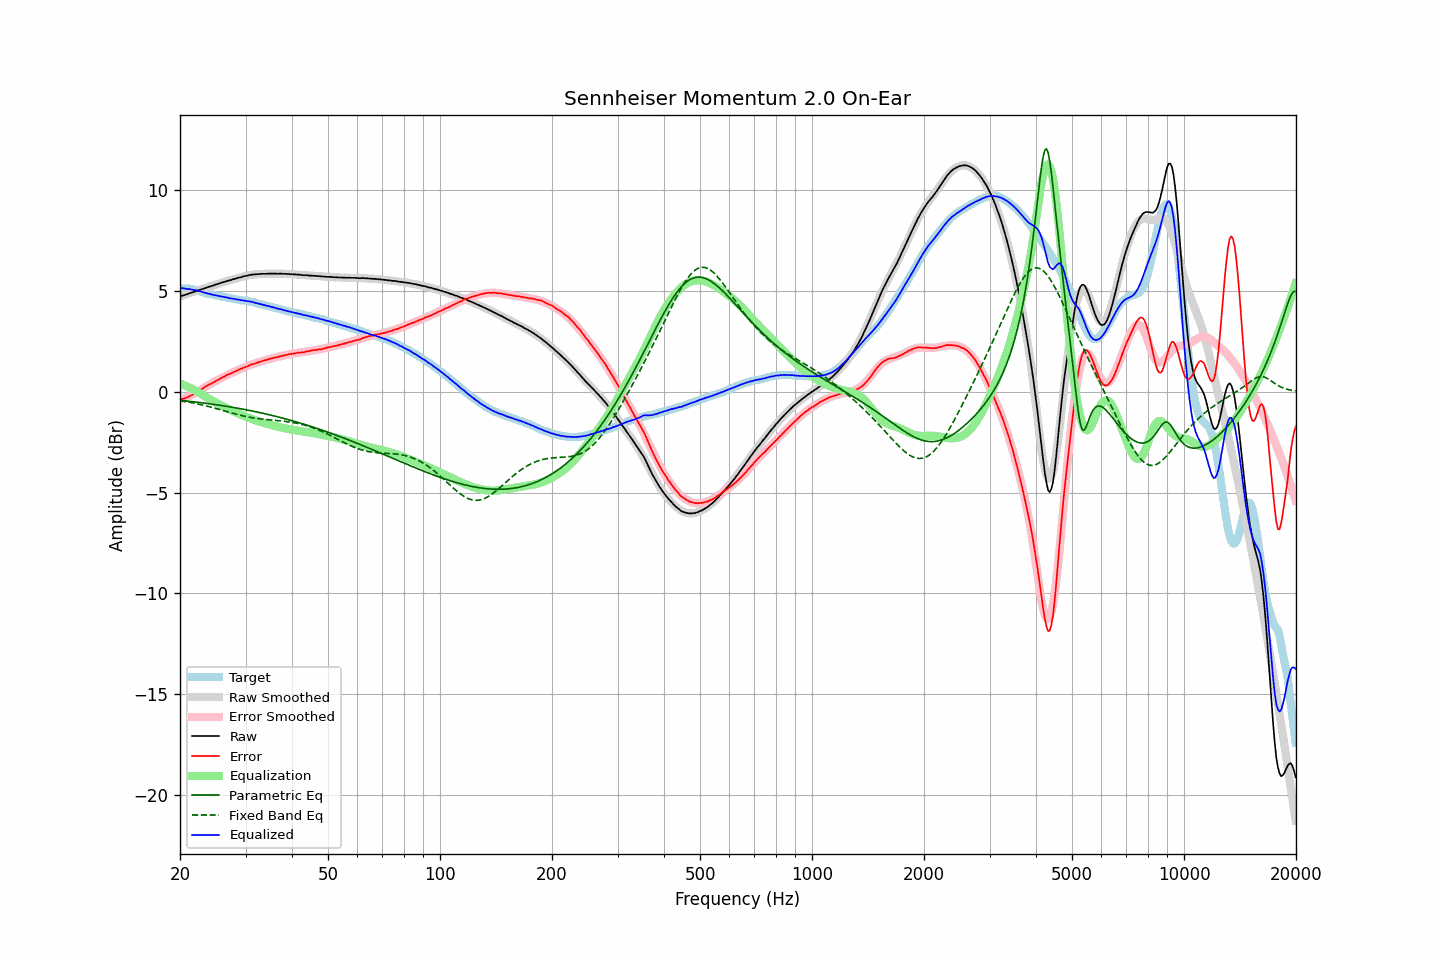 Sennheiser Momentum 2.0 On-Ear
Amplitude (dBr)
10
5
0
−5
−10
−15
−20
Target
Raw Smoothed
Error Smoothed
Raw
Error
Equalization
Parametric Eq
Fixed Band Eq
Equalized
20 50 100 200 500 1000 2000 5000 10000 20000
Frequency (Hz)